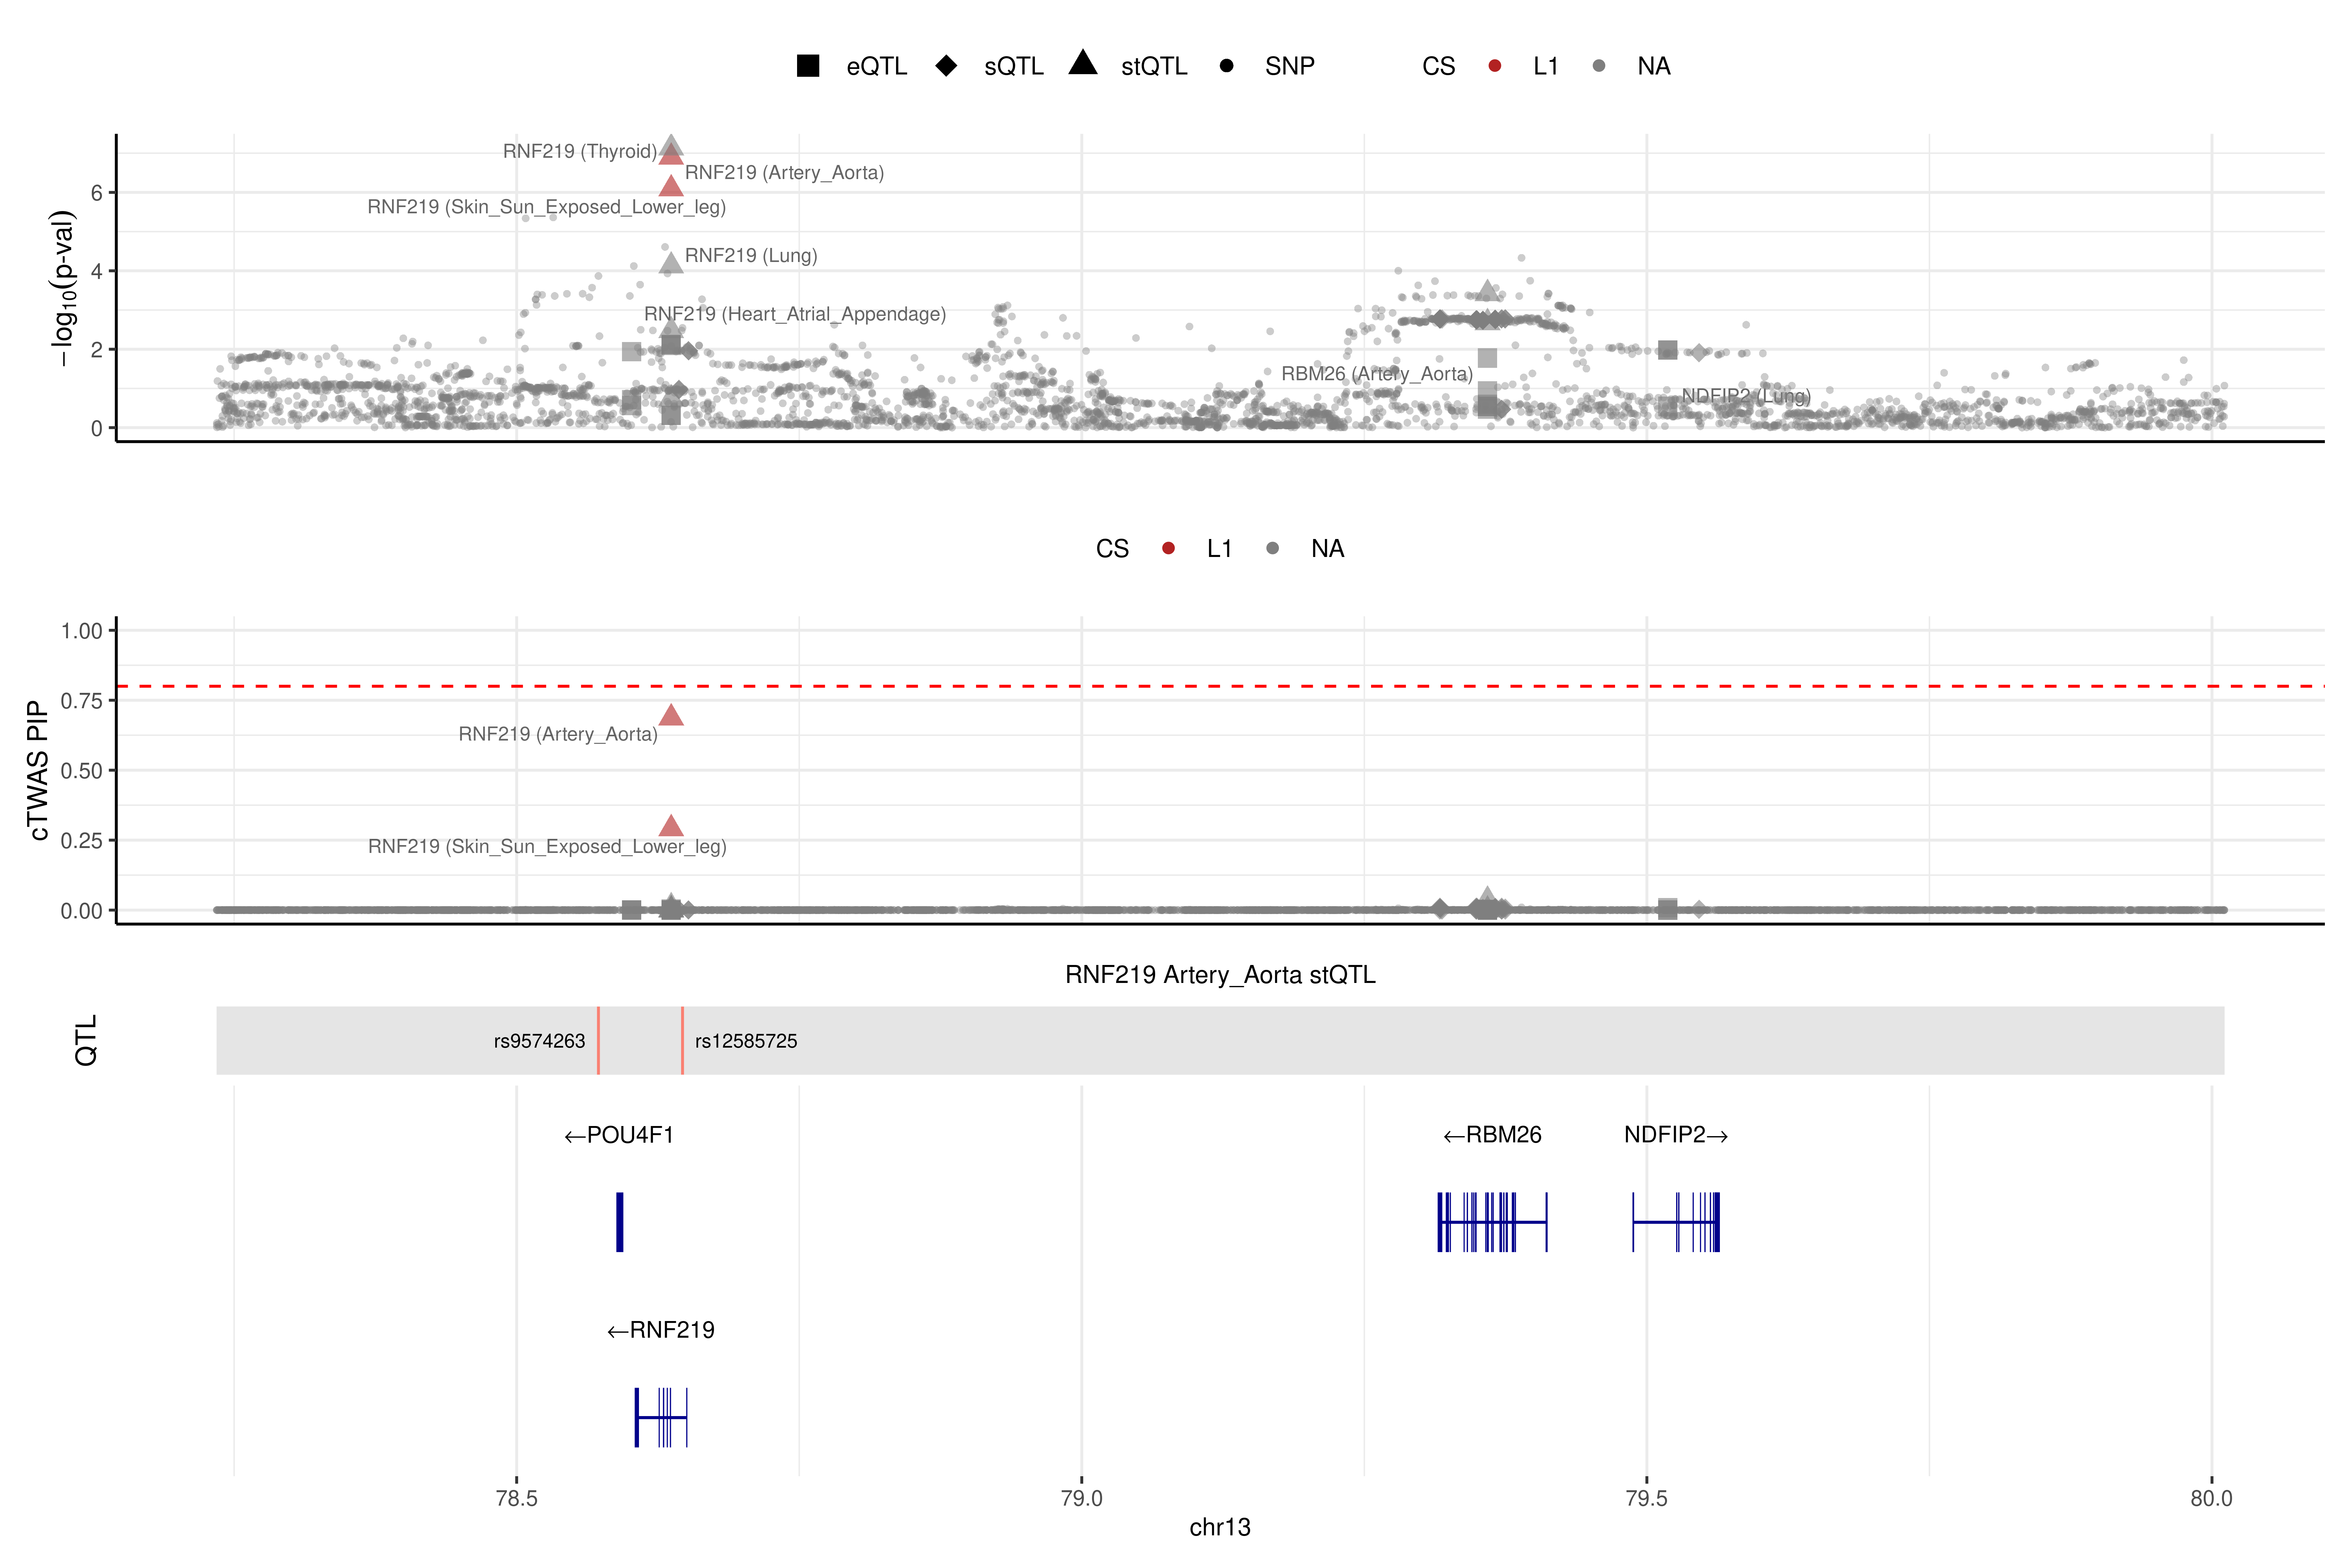 eQTL sQTL stQTL SNP CS L1 NA
RNF219 (Thyroid)
RNF219 (Artery_Aorta)
6
RNF219 (Skin_Sun_Exposed_Lower_leg)
RNF219 (Lung)
4
RNF219 (Heart_Atrial_Appendage)
2
RBM26 (Artery_Aorta)
NDFIP2 (Lung)
0
−log10(p-val)
CS L1 NA
1.00
0.75
RNF219 (Artery_Aorta)
0.50
0.25
RNF219 (Skin_Sun_Exposed_Lower_leg)
0.00
cTWAS PIP
RNF219 Artery_Aorta stQTL
QTL
rs9574263 rs12585725
←POU4F1 ←RBM26 NDFIP2→
←RNF219
78.5 79.0 79.5 80.0
chr13